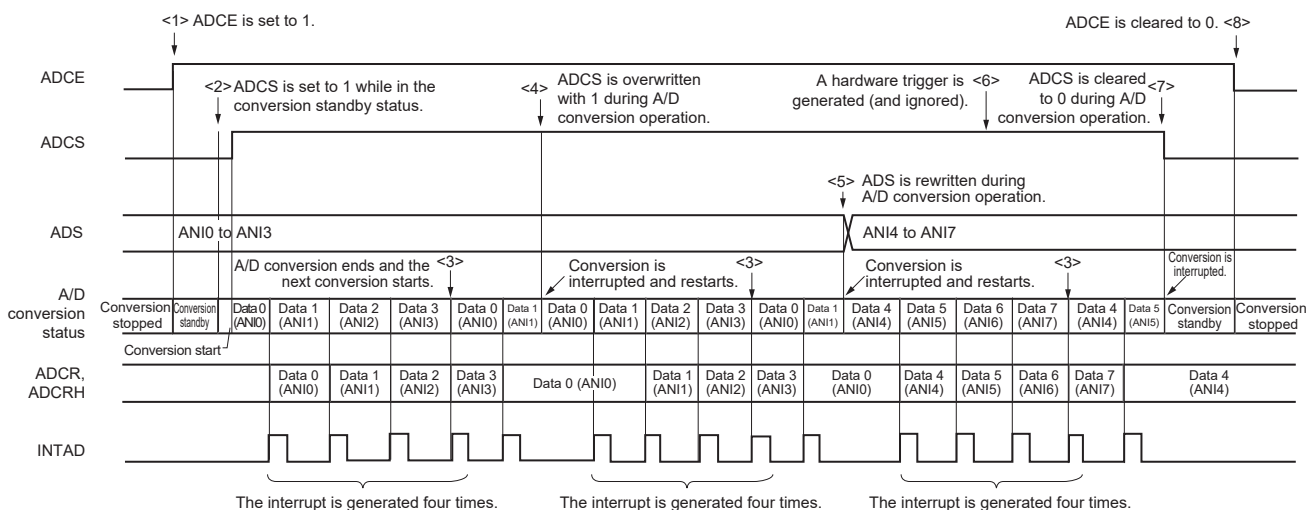 <1> ADCE is set to 1.
ADCE is cleared to 0. <8>
ADCE
<2> ADCS is set to 1 while in the
conversion standby status.
<4> ADCS is overwritten
with 1 during A/D
conversion operation.
A hardware trigger is <6>
generated (and ignored).
ADCS is cleared <7>
to 0 during A/D
conversion operation.
ADCS
<5> ADS is rewritten during
A/D conversion operation.
ADS
ANI0 to ANI3
ANI4 to ANI7
A/D conversion ends and the <3>
next conversion starts.
Conversion is
interrupted and restarts.
<3>
Conversion is
interrupted and restarts.
<3>
Conversion is
interrupted.
A/D
conversion
status
Conversion
stopped
Conversion
standby
Data 0
(ANI0)
Data 1
(ANI1)
Data 2
(ANI2)
Data 3
(ANI3)
Data 0
(ANI0)
Data 1
(ANI1)
Data 0
(ANI0)
Data 1
(ANI1)
Data 2
(ANI2)
Data 3
(ANI3)
Data 0
(ANI0)
Data 1
(ANI1)
Data 4
(ANI4)
Data 5
(ANI5)
Data 6
(ANI6)
Data 7
(ANI7)
Data 4
(ANI4)
Data 5
(ANI5)
Conversion
standby
Conversion
stopped
Conversion start
ADCR,
ADCRH
Data 0
(ANI0)
Data 1
(ANI1)
Data 2
(ANI2)
Data 3
(ANI3)
Data 0 (ANI0)
Data 1
(ANI1)
Data 2
(ANI2)
Data 3
(ANI3)
Data 0
(ANI0)
Data 4
(ANI4)
Data 5
(ANI5)
Data 6
(ANI6)
Data 7
(ANI7)
Data 4
(ANI4)
INTAD
The interrupt is generated four times.
The interrupt is generated four times.
The interrupt is generated four times.